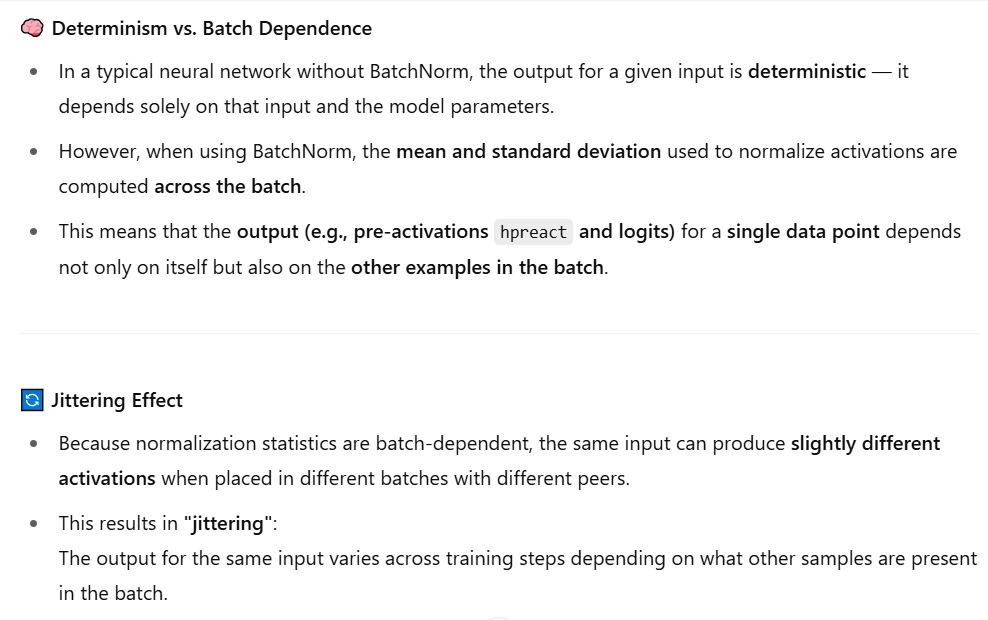 🧠 Determinism vs. Batch Dependence
• In a typical neural network without BatchNorm, the output for a given input is deterministic — it
depends solely on that input and the model parameters.
• However, when using BatchNorm, the mean and standard deviation used to normalize activations are
computed across the batch.
• This means that the output (e.g., pre-activations hpreact and logits) for a single data point depends
not only on itself but also on the other examples in the batch.
🔄 Jittering Effect
• Because normalization statistics are batch-dependent, the same input can produce slightly different
activations when placed in different batches with different peers.
• This results in "jittering":
The output for the same input varies across training steps depending on what other samples are present
in the batch.